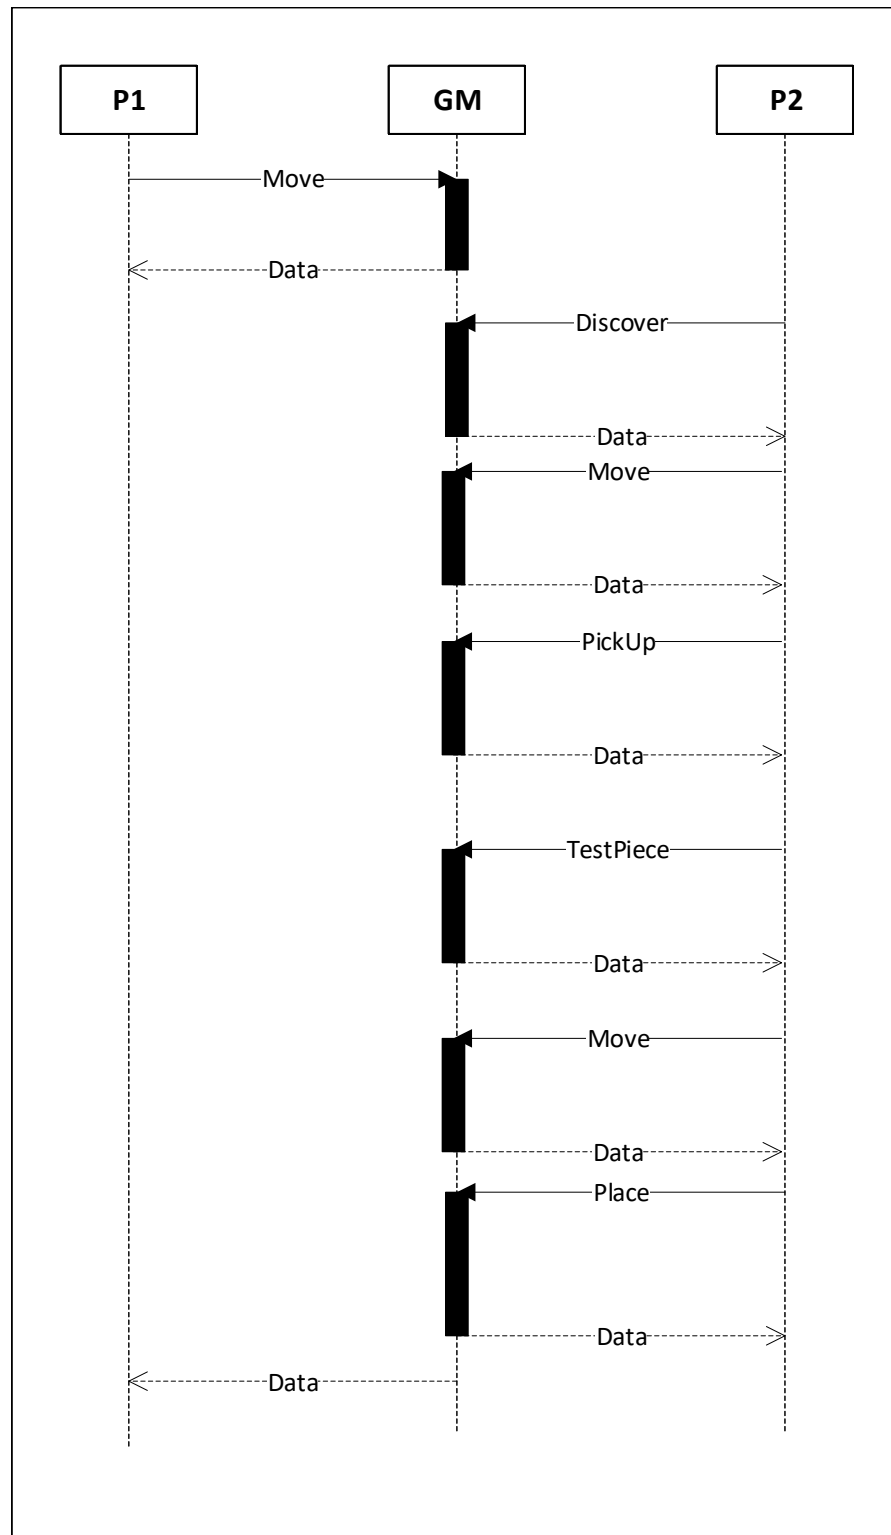 P1
GM
P2
Move
Data
Discover
Data
Move
Data
PickUp
Data
TestPiece
Data
Move
Data
Place
Data
Data